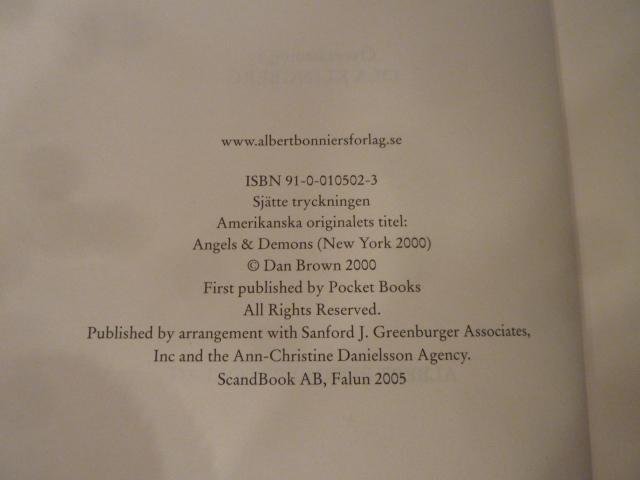 www.albertbonniersforlag.se
ISBN 91-0-010502-3
Sjätte tryckningen
Amerikanska originalets titel:
Angels & Demons (New York 2000)
© Dan Brown 2000
First published by Pocket Books
All Rights Reserved.
Published by arrangement with Sanford J. Greenburger Associates,
Inc and the Ann-Christine Danielsson Agency.
ScandBook AB, Falun 2005